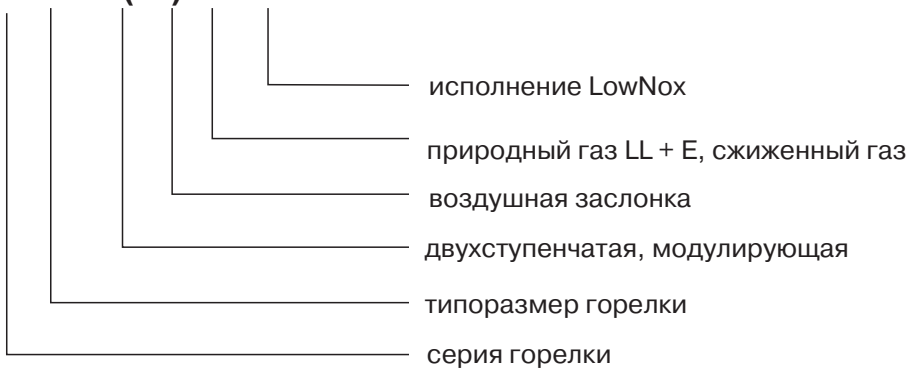 исполнение LowNox
природный газ LL + E, сжиженный газ
воздушная заслонка
двухступенчатая, модулирующая
типоразмер горелки
серия горелки